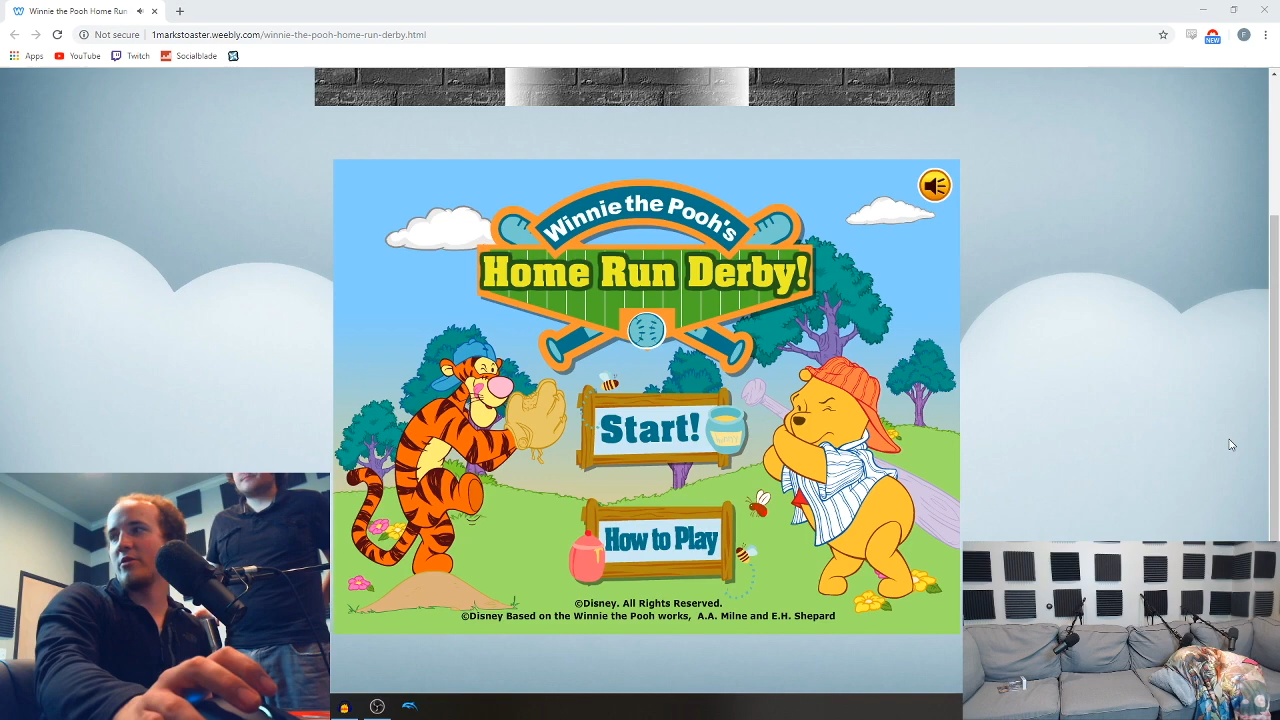 Winnie the Pooh Home Run
Not secure
1markstoaster.weebly.com/winnie-the-pooh-home-run-derby.html
NEW
F
Apps
YouTube
Twitch
Socialblade
Winnie the Pooh's
Home Run Derby!
Start!
How to Play
©Disney. All Rights Reserved.
©Disney Based on the Winnie the Pooh works, A.A. Milne and E.H. Shepard